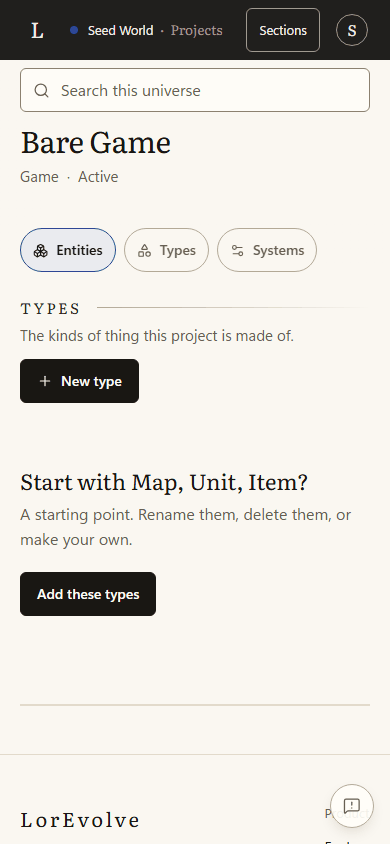 L
Seed World · Projects
Sections
S
Search this universe
Bare Game
Game · Active
Entities
Types
Systems
TYPES
The kinds of thing this project is made of.
New type
Start with Map, Unit, Item?
A starting point. Rename them, delete them, or
make your own.
Add these types
LorEvolve